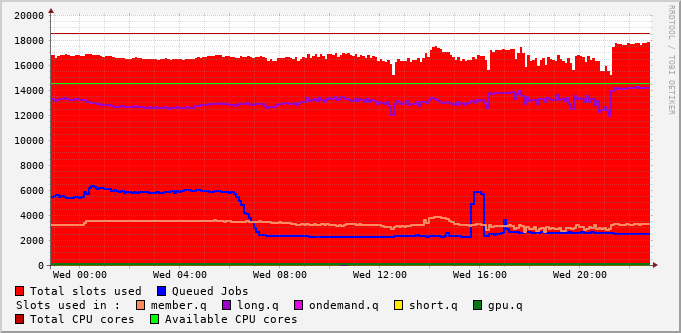 RRDTOOL / TOBI OETIKER
20000
18000
16000
14000
12000
10000
8000
6000
4000
2000
0
Wed 00:00 Wed 04:00 Wed 08:00 Wed 12:00 Wed 16:00 Wed 20:00
Total slots used Queued Jobs
Slots used in : member.q long.q ondemand.q short.q gpu.q
Total CPU cores Available CPU cores